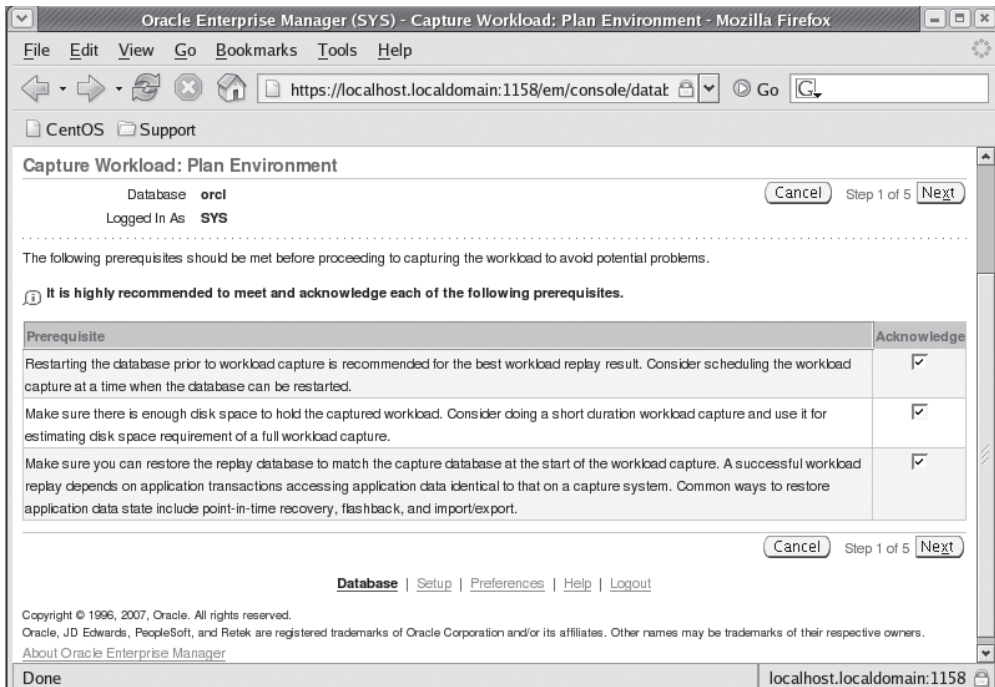 Oracle Enterprise Manager (SYS) - Capture Workload: Plan Environment - Mozilla Firefox
File Edit View Go Bookmarks Tools Help
https://localhost.localdomain:1158/em/console/datab Go G
CentOS Support
Capture Workload: Plan Environment
Database orcl
Cancel Step 1 of 5 Next
Logged In As SYS
The following prerequisites should be met before proceeding to capturing the workload to avoid potential problems.
It is highly recommended to meet and acknowledge each of the following prerequisites.
Prerequisite Acknowledge
Restarting the database prior to workload capture is recommended for the best workload replay result. Consider scheduling the workload
capture at a time when the database can be restarted.
Make sure there is enough disk space to hold the captured workload. Consider doing a short duration workload capture and use it for
estimating disk space requirement of a full workload capture.
Make sure you can restore the replay database to match the capture database at the start of the workload capture. A successful workload
replay depends on application transactions accessing application data identical to that on a capture system. Common ways to restore
application data state include point-in-time recovery, flashback, and import/export.
Cancel Step 1 of 5 Next
Database | Setup | Preferences | Help | Logout
Copyright © 1996, 2007, Oracle. All rights reserved.
Oracle, JD Edwards, PeopleSoft, and Retek are registered trademarks of Oracle Corporation and/or its affiliates. Other names may be trademarks of their respective owners.
About Oracle Enterprise Manager
Done localhost.localdomain:1158